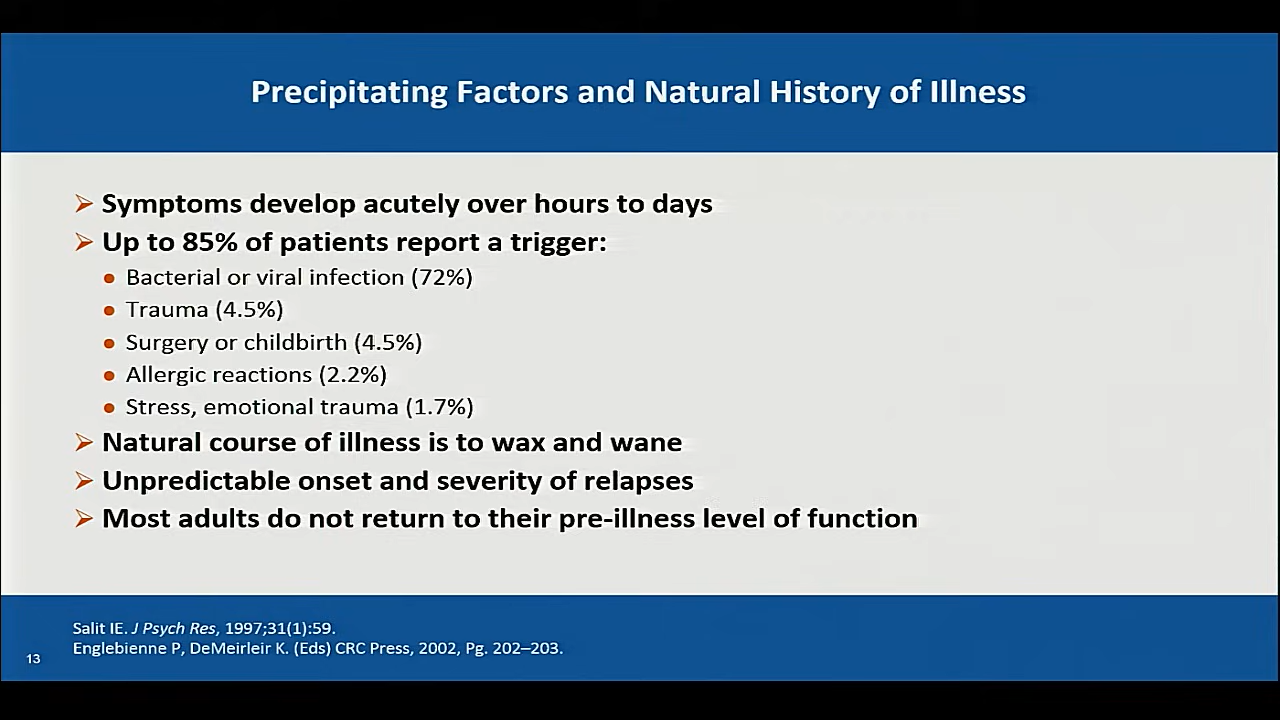 Precipitating Factors and Natural History of Illness
➢ Symptoms develop acutely over hours to days
➢ Up to 85% of patients report a trigger:
● Bacterial or viral infection (72%)
● Trauma (4.5%)
● Surgery or childbirth (4.5%)
● Allergic reactions (2.2%)
● Stress, emotional trauma (1.7%)
➢ Natural course of illness is to wax and wane
➢ Unpredictable onset and severity of relapses
➢ Most adults do not return to their pre-illness level of function
Salit IE. J Psych Res, 1997;31(1):59.
Englebienne P, DeMeirleir K. (Eds) CRC Press, 2002, Pg. 202–203.
13